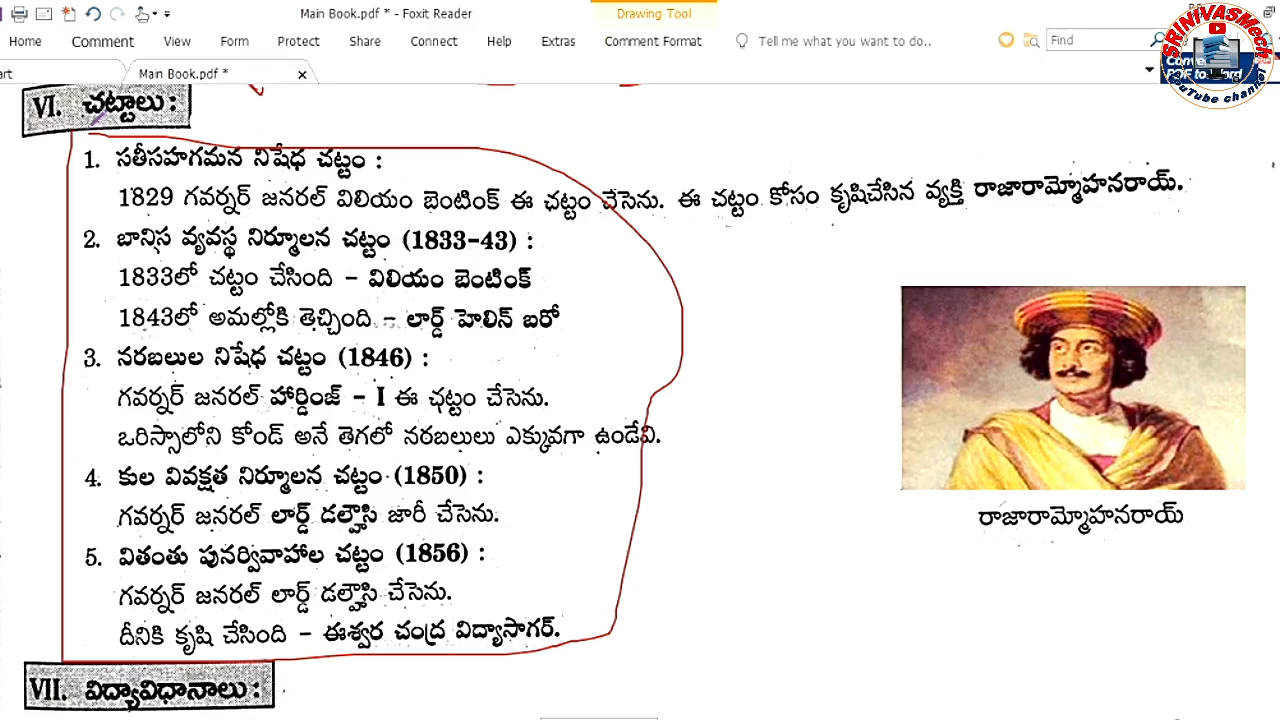 Main Book.pdf * - Foxit Reader
Drawing Tool
Home Comment View Form Protect Share Connect Help Extras Comment Format Tell me what you want to do.. Find
art Main Book.pdf *
SRINIVASMech
YouTube channel
PDF to Word
VI. చట్టాలు :
1. సతీసహగమన నిషేధ చట్టం :
1829 గవర్నర్ జనరల్ విలియం బెంటింక్ ఈ చట్టం చేసెను. ఈ చట్టం కోసం కృషిచేసిన వ్యక్తి రాజారామ్మోహనరాయ్.
2. బానిస వ్యవస్థ నిర్మూలన చట్టం (1833-43) :
1833లో చట్టం చేసింది - విలియం బెంటింక్
1843లో అమల్లోకి తెచ్చింది - లార్డ్ హెలిన్ బరో
3. నరబలుల నిషేధ చట్టం (1846) :
గవర్నర్ జనరల్ హార్డింజ్ - I ఈ చట్టం చేసెను.
ఒరిస్సాలోని కోండ్ అనే తెగలో నరబలులు ఎక్కువగా ఉండేవి.
4. కుల వివక్షత నిర్మూలన చట్టం (1850) :
గవర్నర్ జనరల్ లార్డ్ డల్హౌసి జారీ చేసెను.
5. వితంతు పునర్వివాహాల చట్టం (1856) :
గవర్నర్ జనరల్ లార్డ్ డల్హౌసి చేసెను.
దీనికి కృషి చేసింది - ఈశ్వర చంద్ర విద్యాసాగర్.
రాజారామ్మోహనరాయ్
VII. విద్యావిధానాలు :